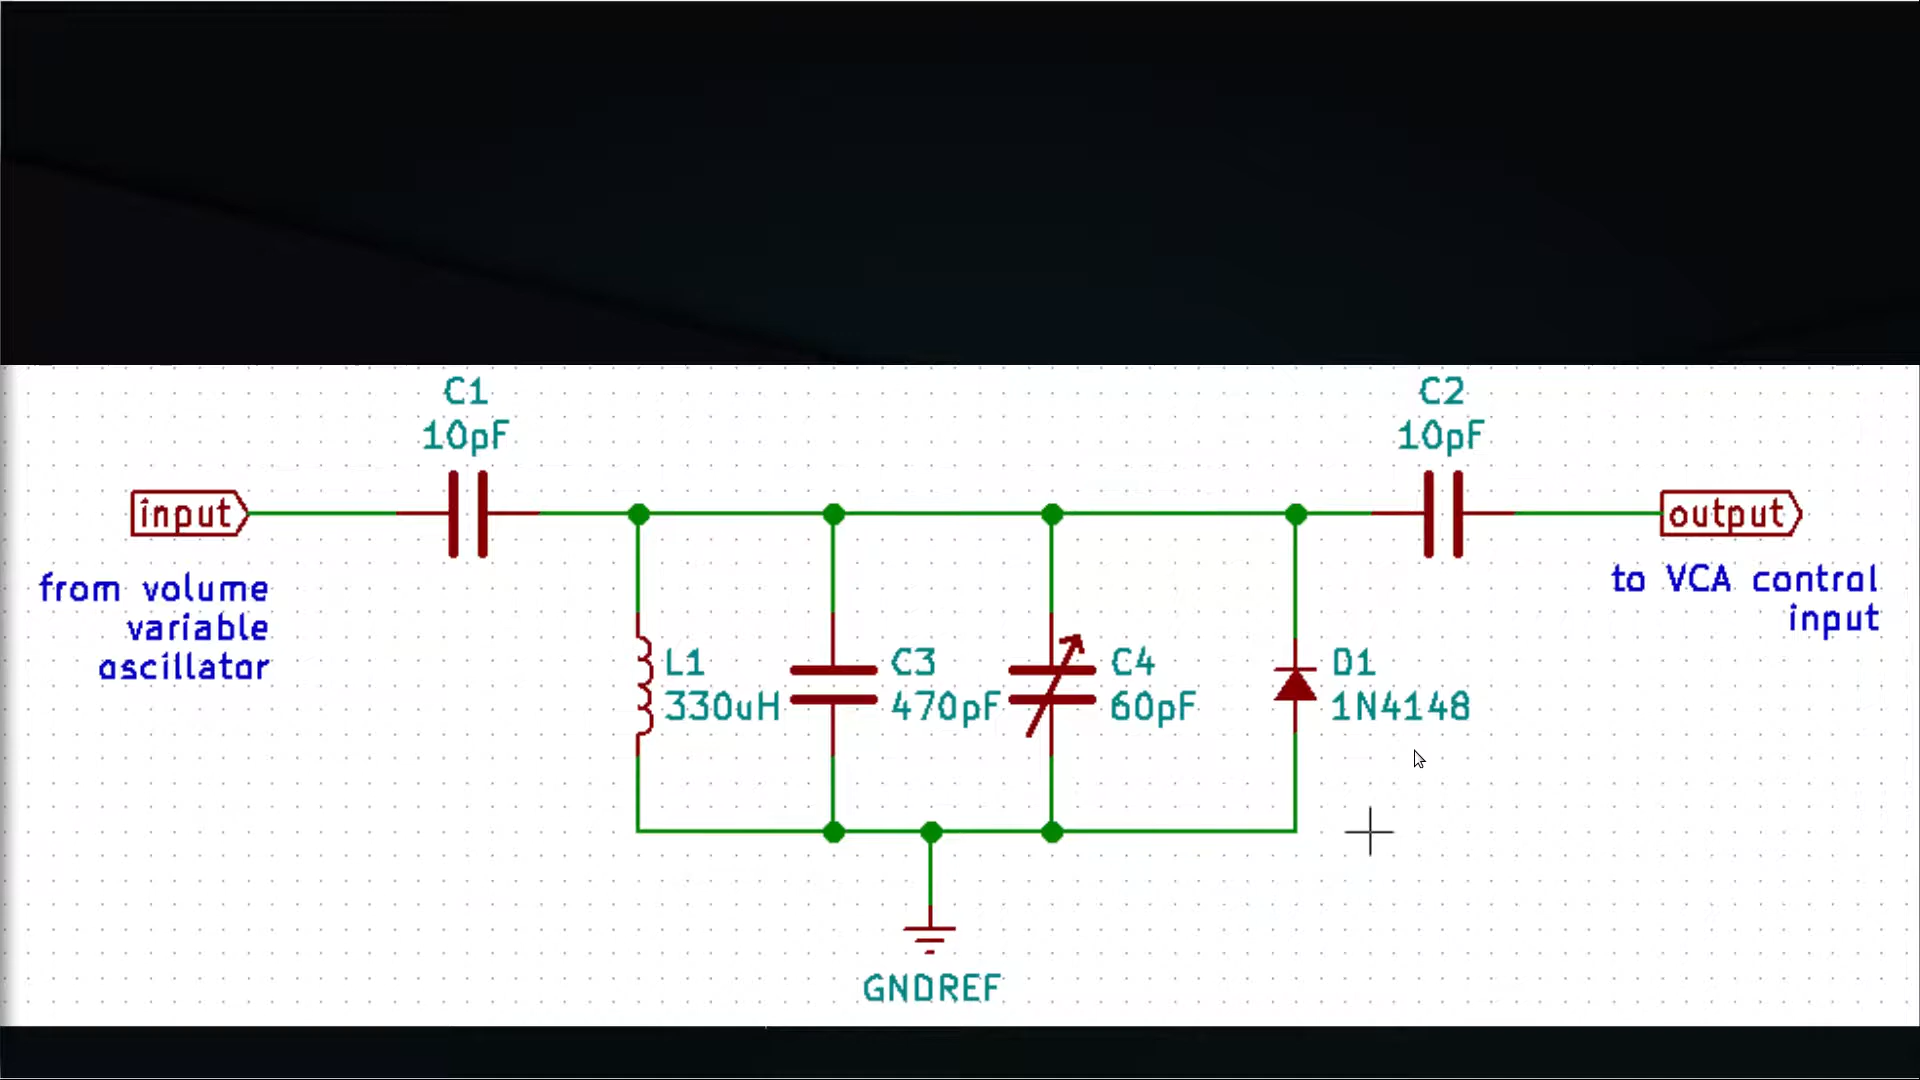 C1
10pF
C2
10pF
input
output
from volume
variable
oscillator
to VCA control
input
L1
330uH
C3
470pF
C4
60pF
D1
1N4148
GNDREF